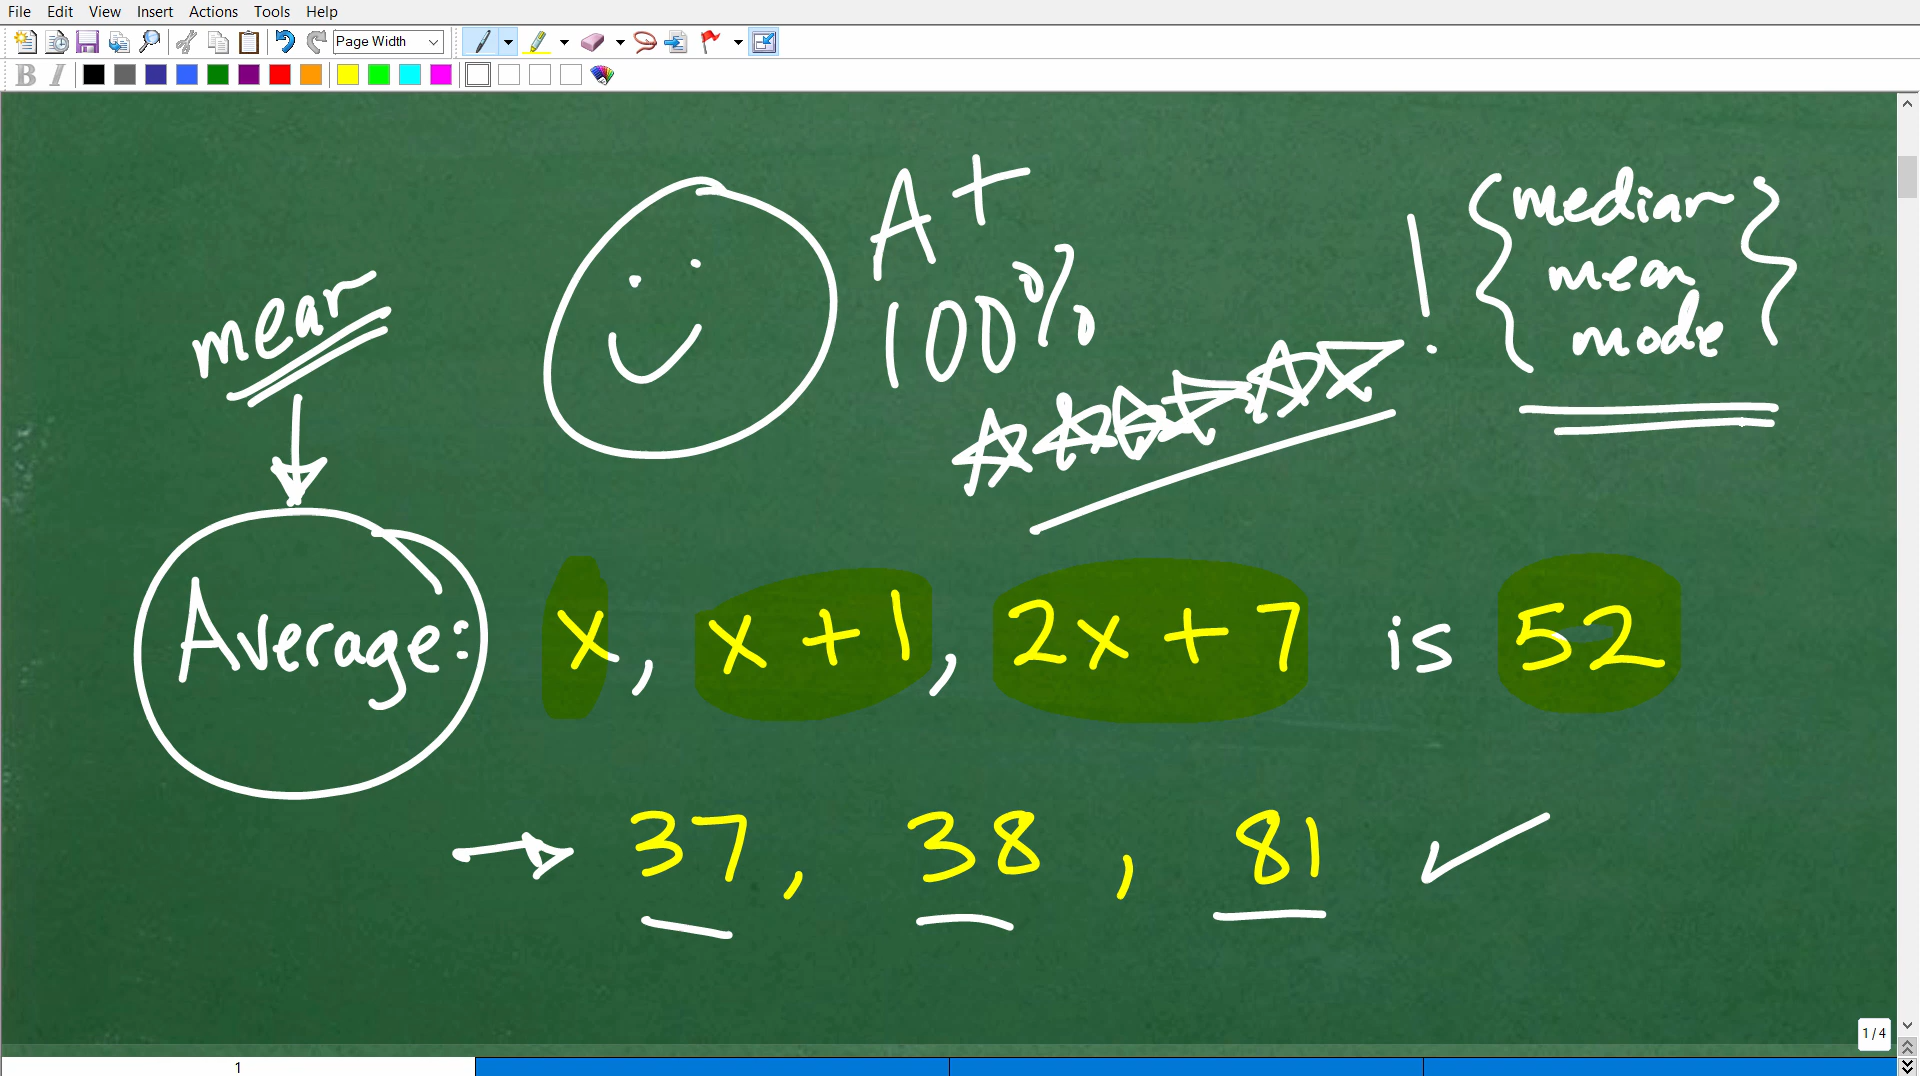 File Edit View Insert Actions Tools Help
Page Width
B I
A+
100%
!
median
mean
mode
mean
Average: x, x + 1, 2x + 7 is 52
37, 38, 81
1 / 4
1